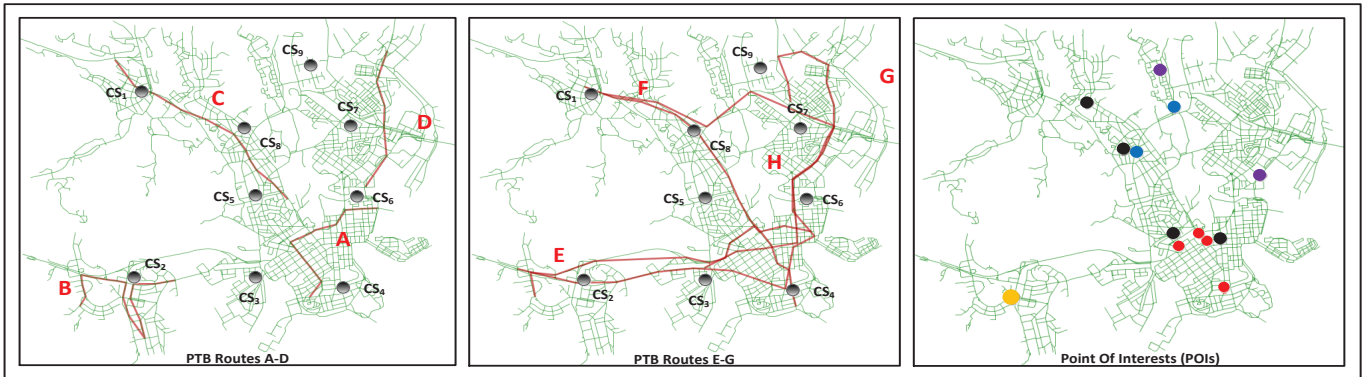 CS9
CS1
C
CS7
D
CS8
CS5
CS6
A
CS2
B
CS3
CS4
PTB Routes A-D
CS9
G
F
CS1
CS7
CS8
H
CS5
CS6
E
CS2
CS3
CS4
PTB Routes E-G
Point Of Interests (POIs)